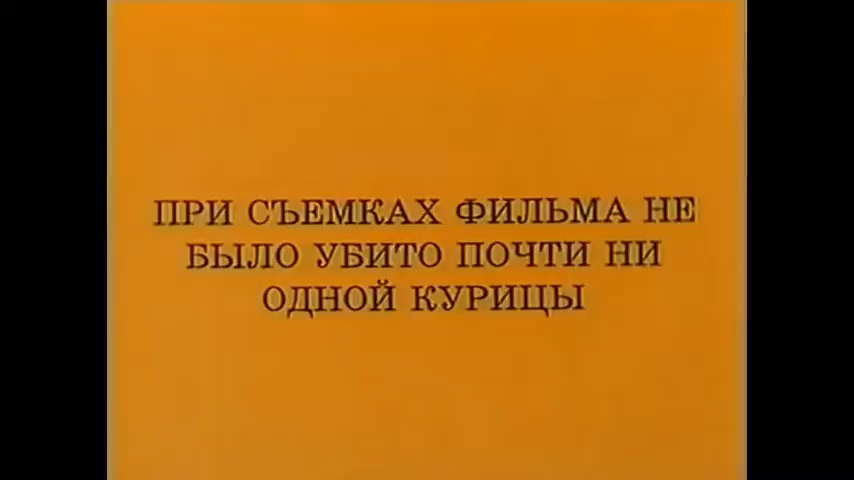 ПРИ СЪЕМКАХ ФИЛЬМА НЕ
БЫЛО УБИТО ПОЧТИ НИ
ОДНОЙ КУРИЦЫ